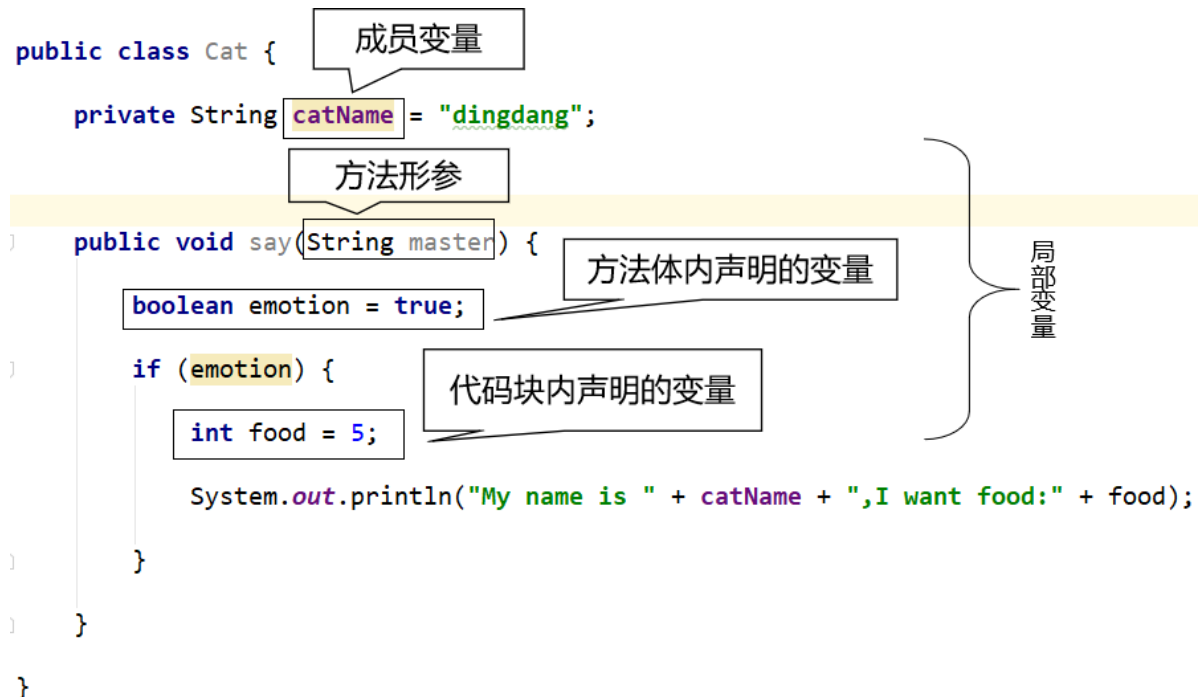 成员变量
public class Cat {
private String catName = "dingdang";
方法形参
public void say(String master) {
方法体内声明的变量
局部变量
boolean emotion = true;
if (emotion) {
代码块内声明的变量
int food = 5;
System.out.println("My name is " + catName + ",I want food:" + food);
}
}
}